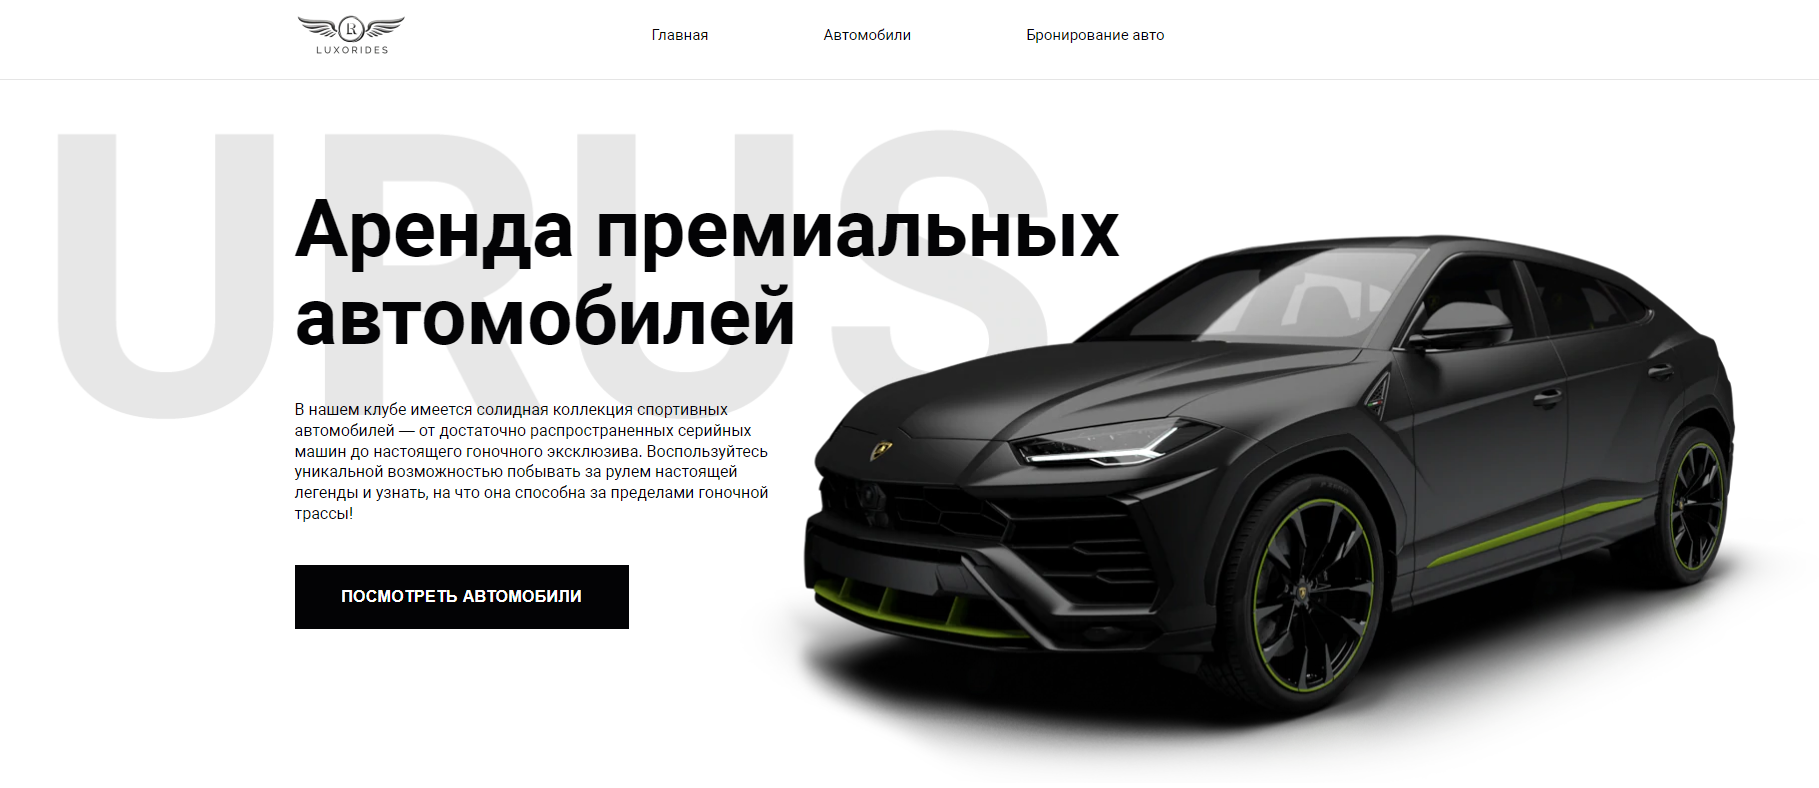 LR
LUXORIDES
Главная
Автомобили
Бронирование авто
URUS
Аренда премиальных
автомобилей
В нашем клубе имеется солидная коллекция спортивных
автомобилей — от достаточно распространенных серийных
машин до настоящего гоночного эксклюзива. Воспользуйтесь
уникальной возможностью побывать за рулем настоящей
легенды и узнать, на что она способна за пределами гоночной
трассы!
ПОСМОТРЕТЬ АВТОМОБИЛИ